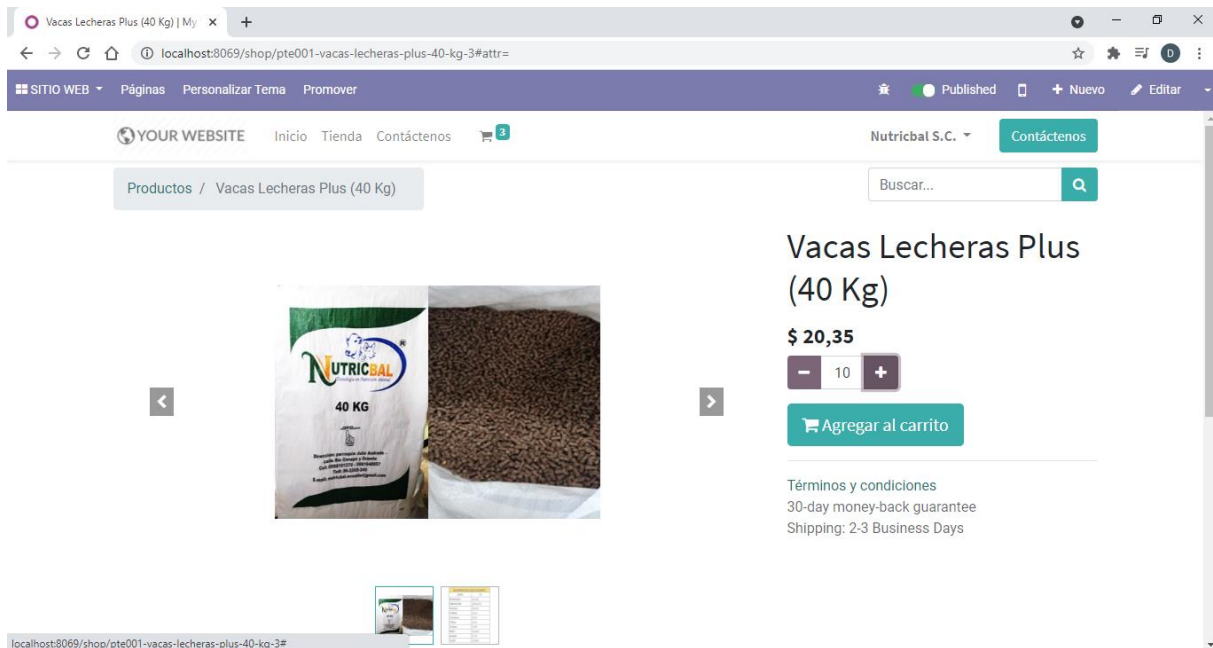 Vacas Lecheras Plus (40 Kg) | My
localhost:8069/shop/pte001-vacas-lecheras-plus-40-kg-3#attr=
D
SITIO WEB Páginas Personalizar Tema Promover Published Nuevo Editar
YOUR WEBSITE Inicio Tienda Contáctenos 3 Nutricbal S.C. Contáctenos
Productos / Vacas Lecheras Plus (40 Kg) Buscar...
Vacas Lecheras Plus
(40 Kg)
$ 20,35
10
Agregar al carrito
NUTRICBAL
40 KG
Términos y condiciones
30-day money-back guarantee
Shipping: 2-3 Business Days
localhost:8069/shop/pte001-vacas-lecheras-plus-40-kg-3#